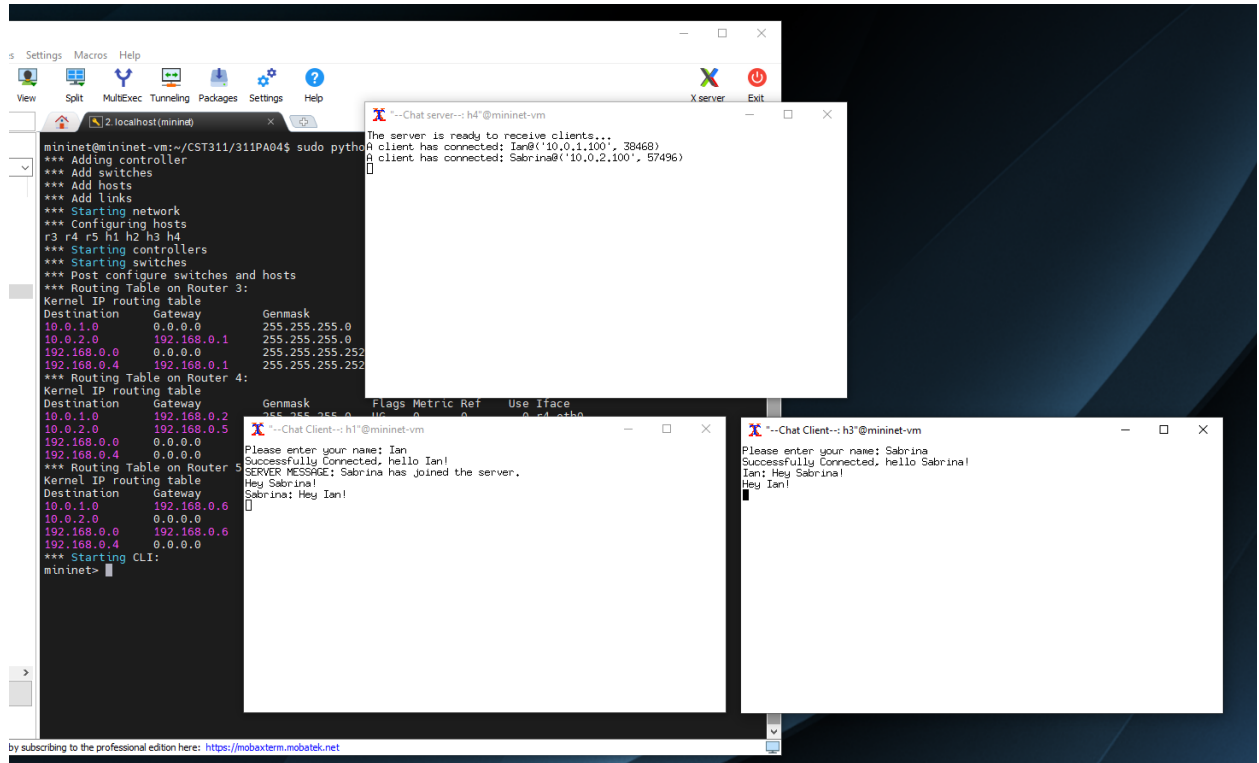 s Settings Macros Help
View Split MultiExec Tunneling Packages Settings Help X server Exit
2. localhost (mininet)
mininet@mininet-vm:~/CST311/311PA04$ sudo pytho
*** Adding controller
*** Add switches
*** Add hosts
*** Add links
*** Starting network
*** Configuring hosts
r3 r4 r5 h1 h2 h3 h4
*** Starting controllers
*** Starting switches
*** Post configure switches and hosts
*** Routing Table on Router 3:
Kernel IP routing table
Destination Gateway Genmask
10.0.1.0 0.0.0.0 255.255.255.0
10.0.2.0 192.168.0.1 255.255.255.0
192.168.0.0 0.0.0.0 255.255.255.252
192.168.0.4 192.168.0.1 255.255.255.252
*** Routing Table on Router 4:
Kernel IP routing table
Destination Gateway Genmask Flags Metric Ref Use Iface
10.0.1.0 192.168.0.2 255.255.255.0 UG 0 0 0 r4-eth0
10.0.2.0 192.168.0.5
192.168.0.0 0.0.0.0
192.168.0.4 0.0.0.0
*** Routing Table on Router 5
Kernel IP routing table
Destination Gateway
10.0.1.0 192.168.0.6
10.0.2.0 0.0.0.0
192.168.0.0 192.168.0.6
192.168.0.4 0.0.0.0
*** Starting CLI:
mininet>
"--Chat server--: h4"@mininet-vm
The server is ready to receive clients...
A client has connected: Ian@('10.0.1.100', 38468)
A client has connected: Sabrina@('10.0.2.100', 57496)
"--Chat Client--: h1"@mininet-vm
Please enter your name: Ian
Successfully Connected, hello Ian!
SERVER MESSAGE: Sabrina has joined the server.
Hey Sabrina!
Sabrina: Hey Ian!
"--Chat Client--: h3"@mininet-vm
Please enter your name: Sabrina
Successfully Connected, hello Sabrina!
Ian: Hey Sabrina!
Hey Ian!
by subscribing to the professional edition here: https://mobaxterm.mobatek.net